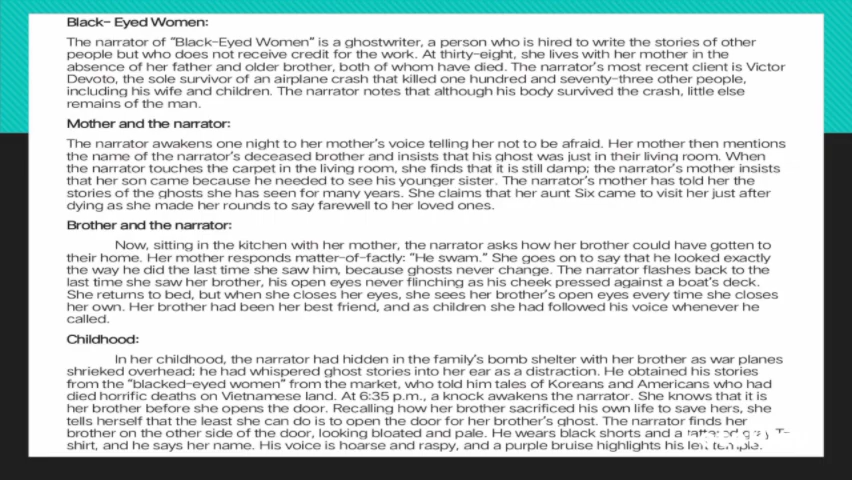 Black- Eyed Women:
The narrator of "Black-Eyed Women" is a ghostwriter, a person who is hired to write the stories of other
people but who does not receive credit for the work. At thirty-eight, she lives with her mother in the
absence of her father and older brother, both of whom have died. The narrator's most recent client is Victor
Devoto, the sole survivor of an airplane crash that killed one hundred and seventy-three other people,
including his wife and children. The narrator notes that although his body survived the crash, little else
remains of the man.
Mother and the narrator:
The narrator awakens one night to her mother's voice telling her not to be afraid. Her mother then mentions
the name of the narrator's deceased brother and insists that his ghost was just in their living room. When
the narrator touches the carpet in the living room, she finds that it is still damp; the narrator's mother insists
that her son came because he needed to see his younger sister. The narrator's mother has told her the
stories of the ghosts she has seen for many years. She claims that her aunt Six came to visit her just after
dying as she made her rounds to say farewell to her loved ones.
Brother and the narrator:
Now, sitting in the kitchen with her mother, the narrator asks how her brother could have gotten to
their home. Her mother responds matter-of-factly: "He swam." She goes on to say that he looked exactly
the way he did the last time she saw him, because ghosts never change. The narrator flashes back to the
last time she saw her brother, his open eyes never flinching as his cheek pressed against a boat's deck.
She returns to bed, but when she closes her eyes, she sees her brother's open eyes every time she closes
her own. Her brother had been her best friend, and as children she had followed his voice whenever he
called.
Childhood:
In her childhood, the narrator had hidden in the family's bomb shelter with her brother as war planes
shrieked overhead; he had whispered ghost stories into her ear as a distraction. He obtained his stories
from the "blacked-eyed women" from the market, who told him tales of Koreans and Americans who had
died horrific deaths on Vietnamese land. At 6:35 p.m., a knock awakens the narrator. She knows that it is
her brother before she opens the door. Recalling how her brother sacrificed his own life to save hers, she
tells herself that the least she can do is to open the door for her brother's ghost. The narrator finds her
brother on the other side of the door, looking bloated and pale. He wears black shorts and a tattered gray T-
shirt, and he says her name. His voice is hoarse and raspy, and a purple bruise highlights his left temple.